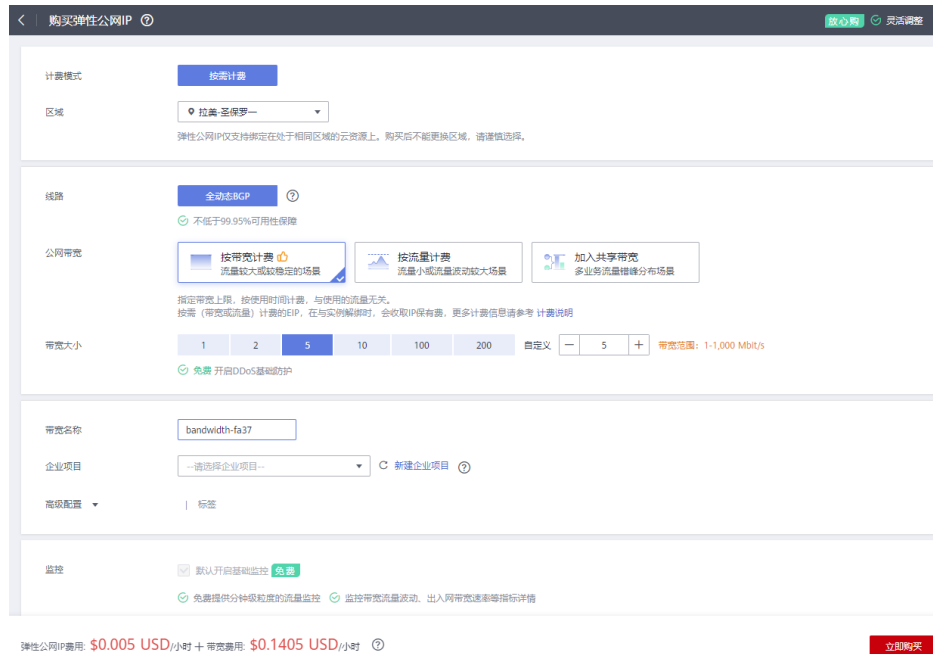 购买弹性公网IP 放心购 灵活调整
计费模式 按需计费
区域 拉美-圣保罗一
弹性公网IP仅支持绑定在处于相同区域的云资源上。购买后不能更换区域，请谨慎选择。
线路 全动态BGP
不低于99.95%可用性保障
公网带宽 按带宽计费 按流量计费 加入共享带宽
流量较大或较稳定的场景 流量小或流量波动较大场景 多业务流量错峰分布场景
指定带宽上限，按使用时间计费，与使用的流量无关。
按需（带宽或流量）计费的EIP，在与实例解绑时，会收取IP保有费，更多计费信息请参考 计费说明
带宽大小 1 2 5 10 100 200 自定义 − 5 + 带宽范围：1-1,000 Mbit/s
免费 开启DDoS基础防护
带宽名称 bandwidth-fa37
企业项目 --请选择企业项目-- 新建企业项目
高级配置 | 标签
监控 默认开启基础监控 免费
免费提供分钟级粒度的流量监控 监控带宽流量波动、出入网带宽速率等指标详情
弹性公网IP费用: $0.005 USD/小时 + 带宽费用: $0.1405 USD/小时 立即购买